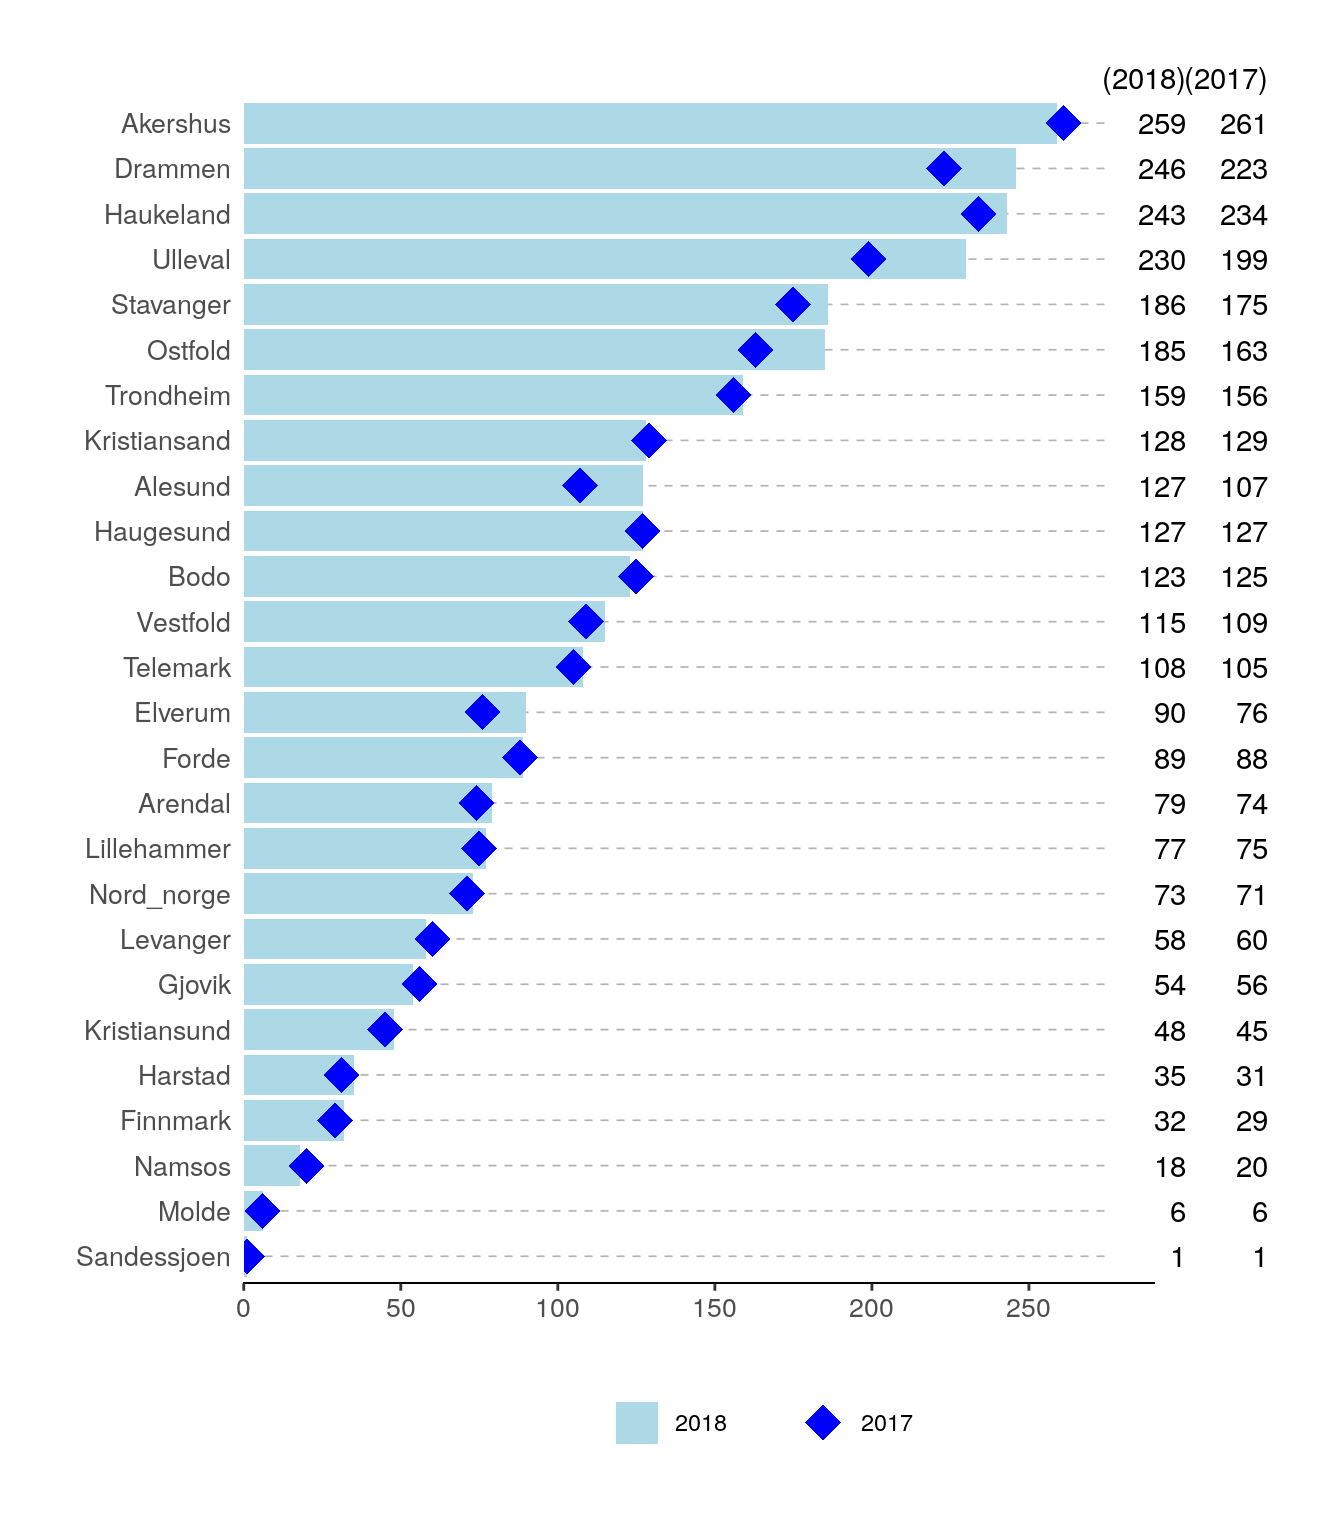 (2018)(2017)
Akershus 259 261
Drammen 246 223
Haukeland 243 234
Ulleval 230 199
Stavanger 186 175
Ostfold 185 163
Trondheim 159 156
Kristiansand 128 129
Alesund 127 107
Haugesund 127 127
Bodo 123 125
Vestfold 115 109
Telemark 108 105
Elverum 90 76
Forde 89 88
Arendal 79 74
Lillehammer 77 75
Nord_norge 73 71
Levanger 58 60
Gjovik 54 56
Kristiansund 48 45
Harstad 35 31
Finnmark 32 29
Namsos 18 20
Molde 6 6
Sandessjoen 1 1
0 50 100 150 200 250
2018 2017